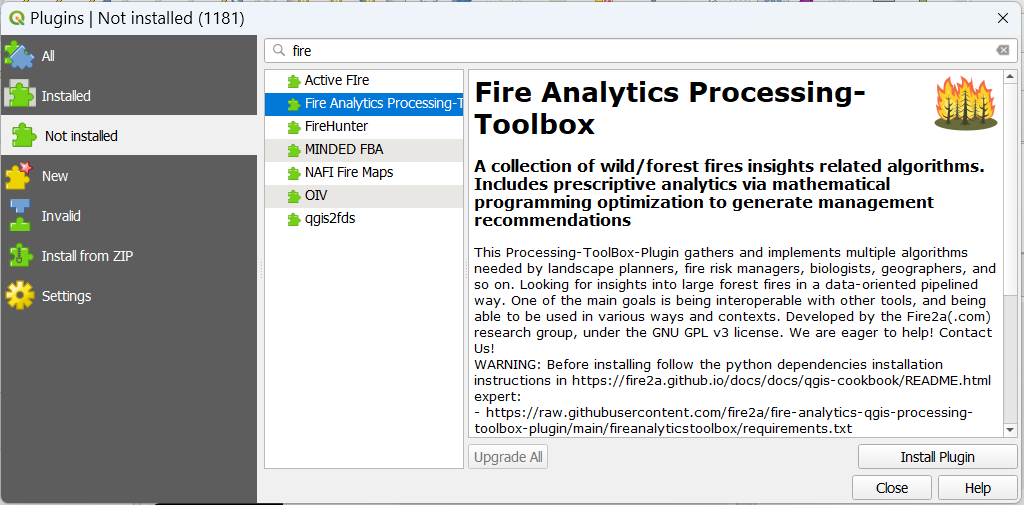 Plugins | Not installed (1181)
All
Installed
Not installed
New
Invalid
Install from ZIP
Settings
fire
Active FIre
Fire Analytics Processing-T
FireHunter
MINDED FBA
NAFI Fire Maps
OIV
qgis2fds
Fire Analytics Processing-
Toolbox
A collection of wild/forest fires insights related algorithms.
Includes prescriptive analytics via mathematical
programming optimization to generate management
recommendations
This Processing-ToolBox-Plugin gathers and implements multiple algorithms
needed by landscape planners, fire risk managers, biologists, geographers, and
so on. Looking for insights into large forest fires in a data-oriented pipelined
way. One of the main goals is being interoperable with other tools, and being
able to be used in various ways and contexts. Developed by the Fire2a(.com)
research group, under the GNU GPL v3 license. We are eager to help! Contact
Us!
WARNING: Before installing follow the python dependencies installation
instructions in https://fire2a.github.io/docs/docs/qgis-cookbook/README.html
expert:
- https://raw.githubusercontent.com/fire2a/fire-analytics-qgis-processing-
toolbox-plugin/main/fireanalyticstoolbox/requirements.txt
Upgrade All
Install Plugin
Close
Help